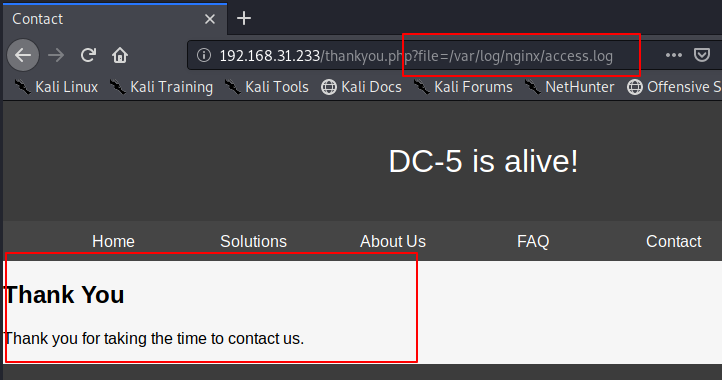 Contact
192.168.31.233/thankyou.php?file=/var/log/nginx/access.log
Kali Linux Kali Training Kali Tools Kali Docs Kali Forums NetHunter Offensive S
DC-5 is alive!
Home Solutions About Us FAQ Contact
Thank You
Thank you for taking the time to contact us.